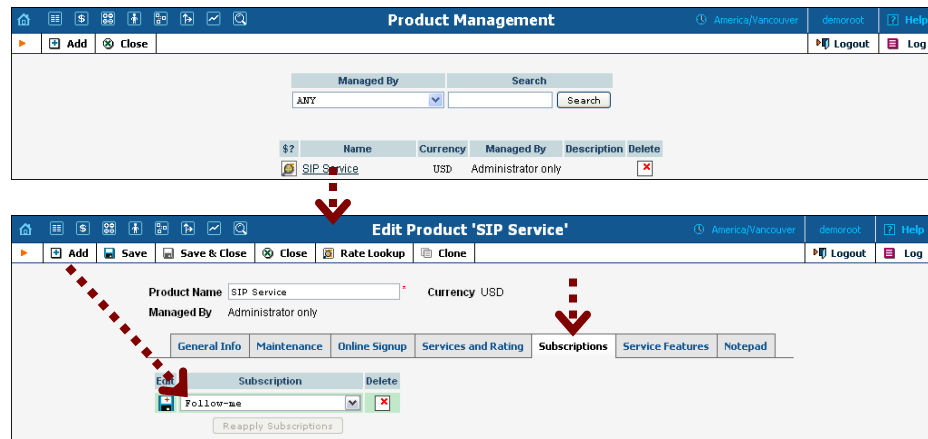 Product Management America/Vancouver demoroot ? Help
Add Close Logout Log
Managed By Search
ANY Search
$? Name Currency Managed By Description Delete
SIP Service USD Administrator only
Edit Product 'SIP Service' America/Vancouver demoroot ? Help
Add Save Save & Close Close Rate Lookup Clone Logout Log
Product Name SIP Service * Currency USD
Managed By Administrator only
General Info Maintenance Online Signup Services and Rating Subscriptions Service Features Notepad
Edit Subscription Delete
Follow-me
Reapply Subscriptions